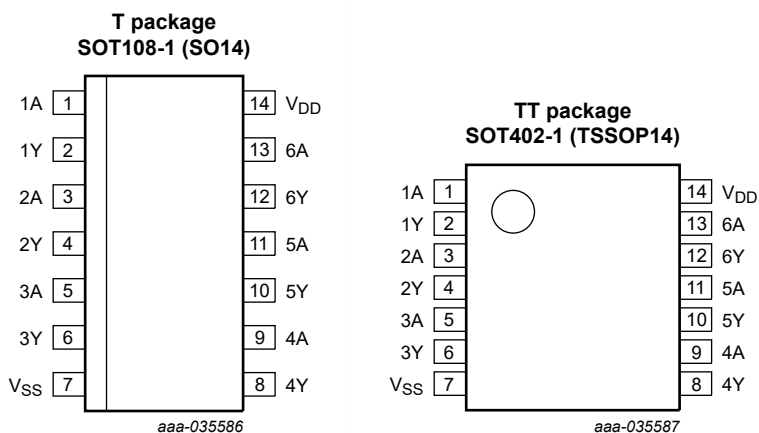 T package
SOT108-1 (SO14)
1A 1 14 VDD
1Y 2 13 6A
2A 3 12 6Y
2Y 4 11 5A
3A 5 10 5Y
3Y 6 9 4A
VSS 7 8 4Y
aaa-035586
TT package
SOT402-1 (TSSOP14)
1A 1 14 VDD
1Y 2 13 6A
2A 3 12 6Y
2Y 4 11 5A
3A 5 10 5Y
3Y 6 9 4A
VSS 7 8 4Y
aaa-035587